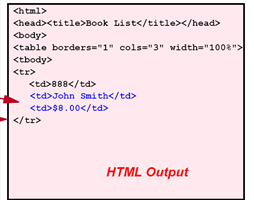 <html>
<head><title>Book List</title></head>
<body>
<table borders="1" cols="3" width="100%">
<tbody>
<tr>
<td>888</td>
<td>John Smith</td>
<td>$8.00</td>
</tr>
HTML Output